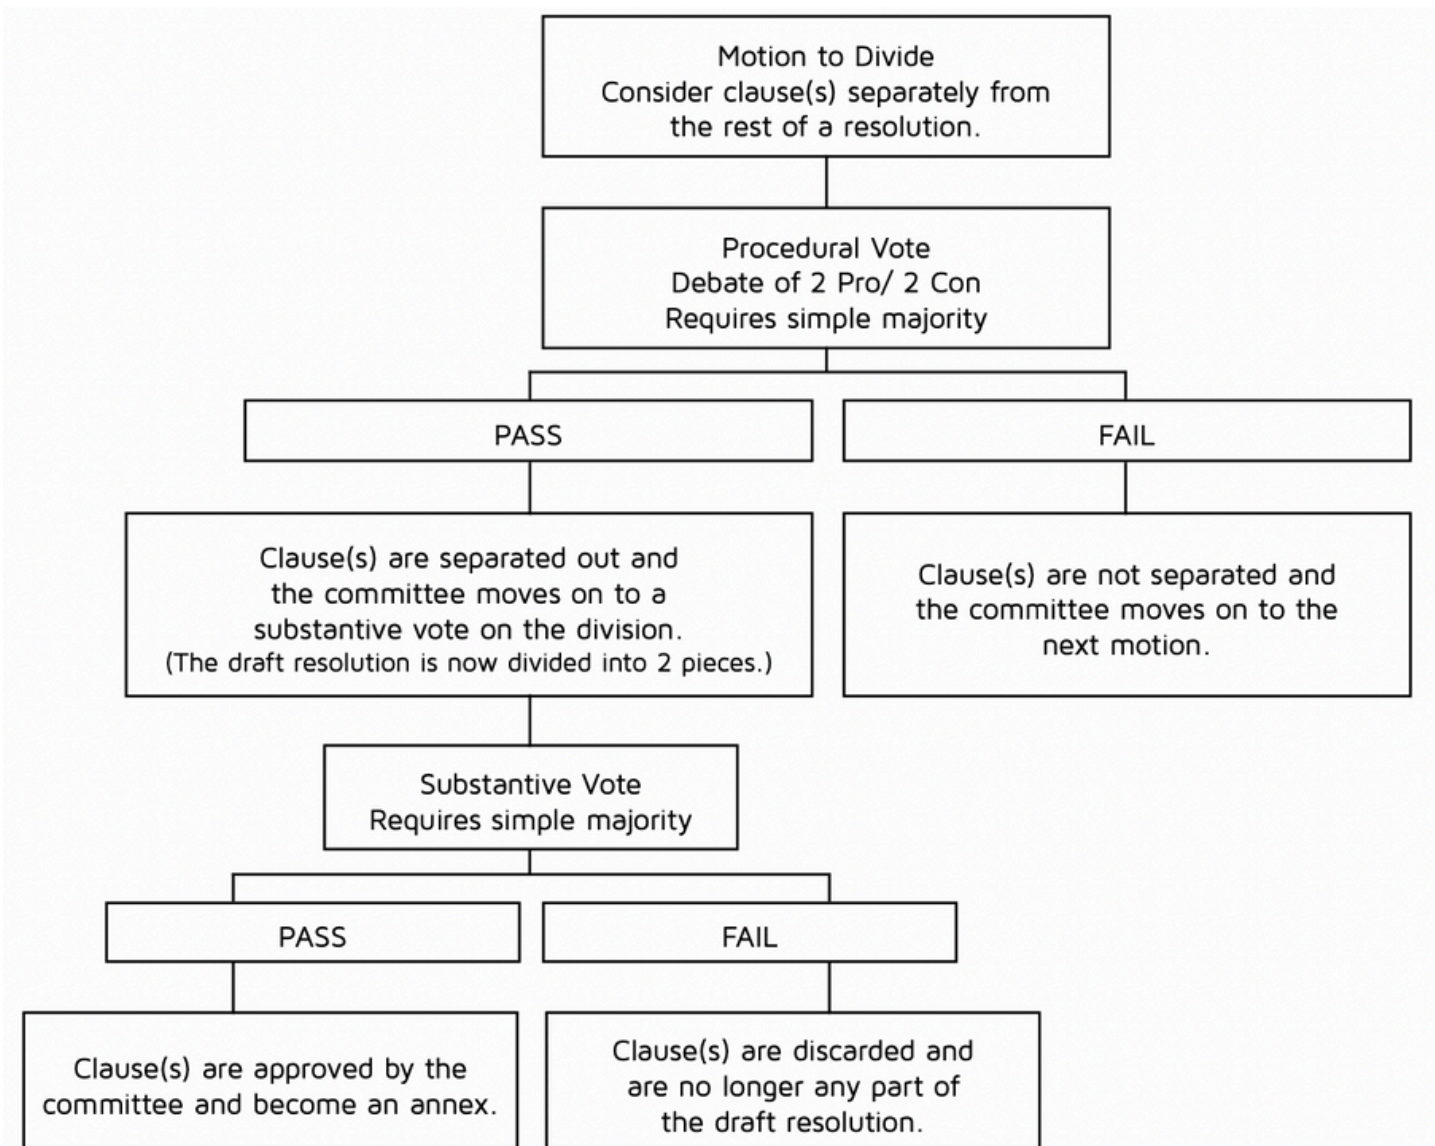 Motion to Divide
Consider clause(s) separately from
the rest of a resolution.
Procedural Vote
Debate of 2 Pro/ 2 Con
Requires simple majority
PASS
FAIL
Clause(s) are separated out and
the committee moves on to a
substantive vote on the division.
(The draft resolution is now divided into 2 pieces.)
Clause(s) are not separated and
the committee moves on to the
next motion.
Substantive Vote
Requires simple majority
PASS
FAIL
Clause(s) are approved by the
committee and become an annex.
Clause(s) are discarded and
are no longer any part of
the draft resolution.